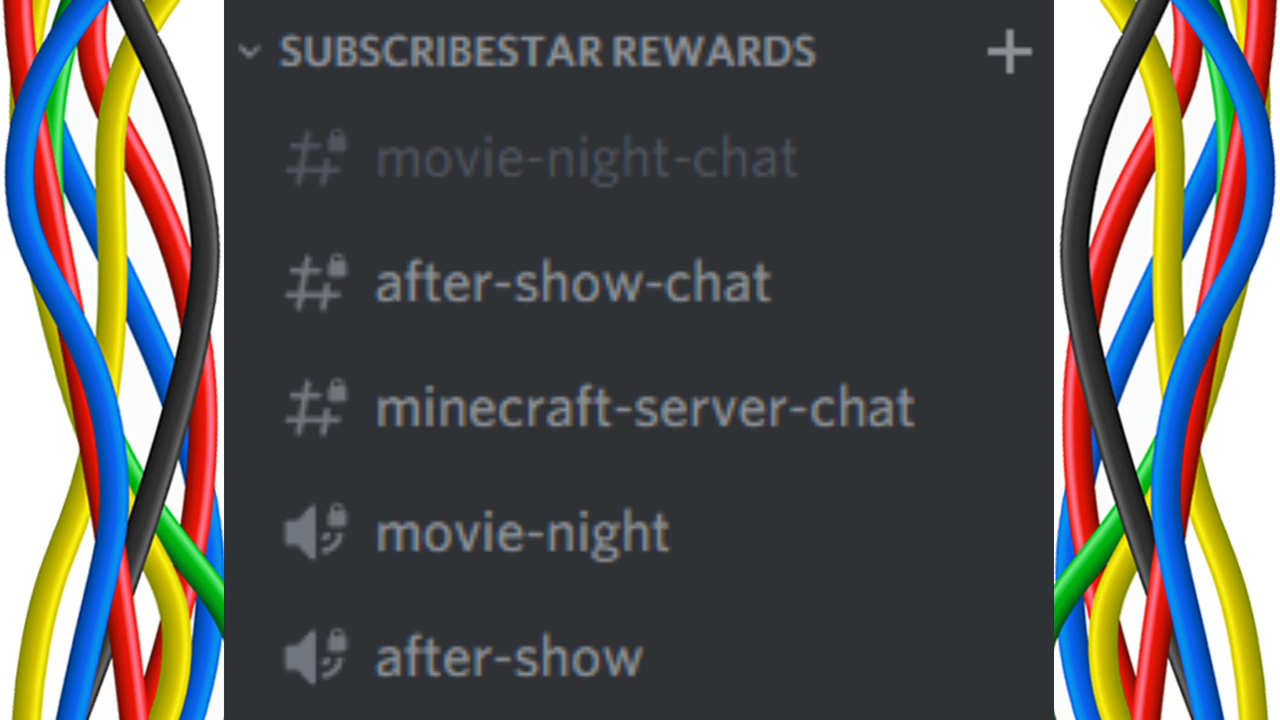 SUBSCRIBESTAR REWARDS
movie-night-chat
after-show-chat
minecraft-server-chat
movie-night
after-show